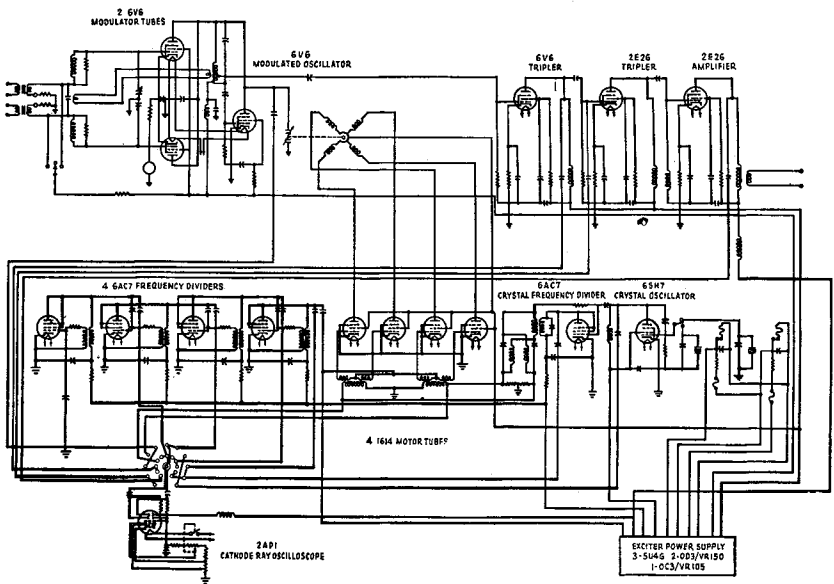 2 6V6
MODULATOR TUBES
6V6
MODULATED OSCILLATOR
6V6
TRIPLER
2E26
TRIPLER
2E26
AMPLIFIER
4 6AC7 FREQUENCY DIVIDERS
6AC7
CRYSTAL FREQUENCY DIVIDER
6SH7
CRYSTAL OSCILLATOR
4 1614 MOTOR TUBES
2AP1
CATHODE RAY OSCILLOSCOPE
EXCITER POWER SUPPLY
3-5U4G 2-OD3/VR150
1-OC3/VR105